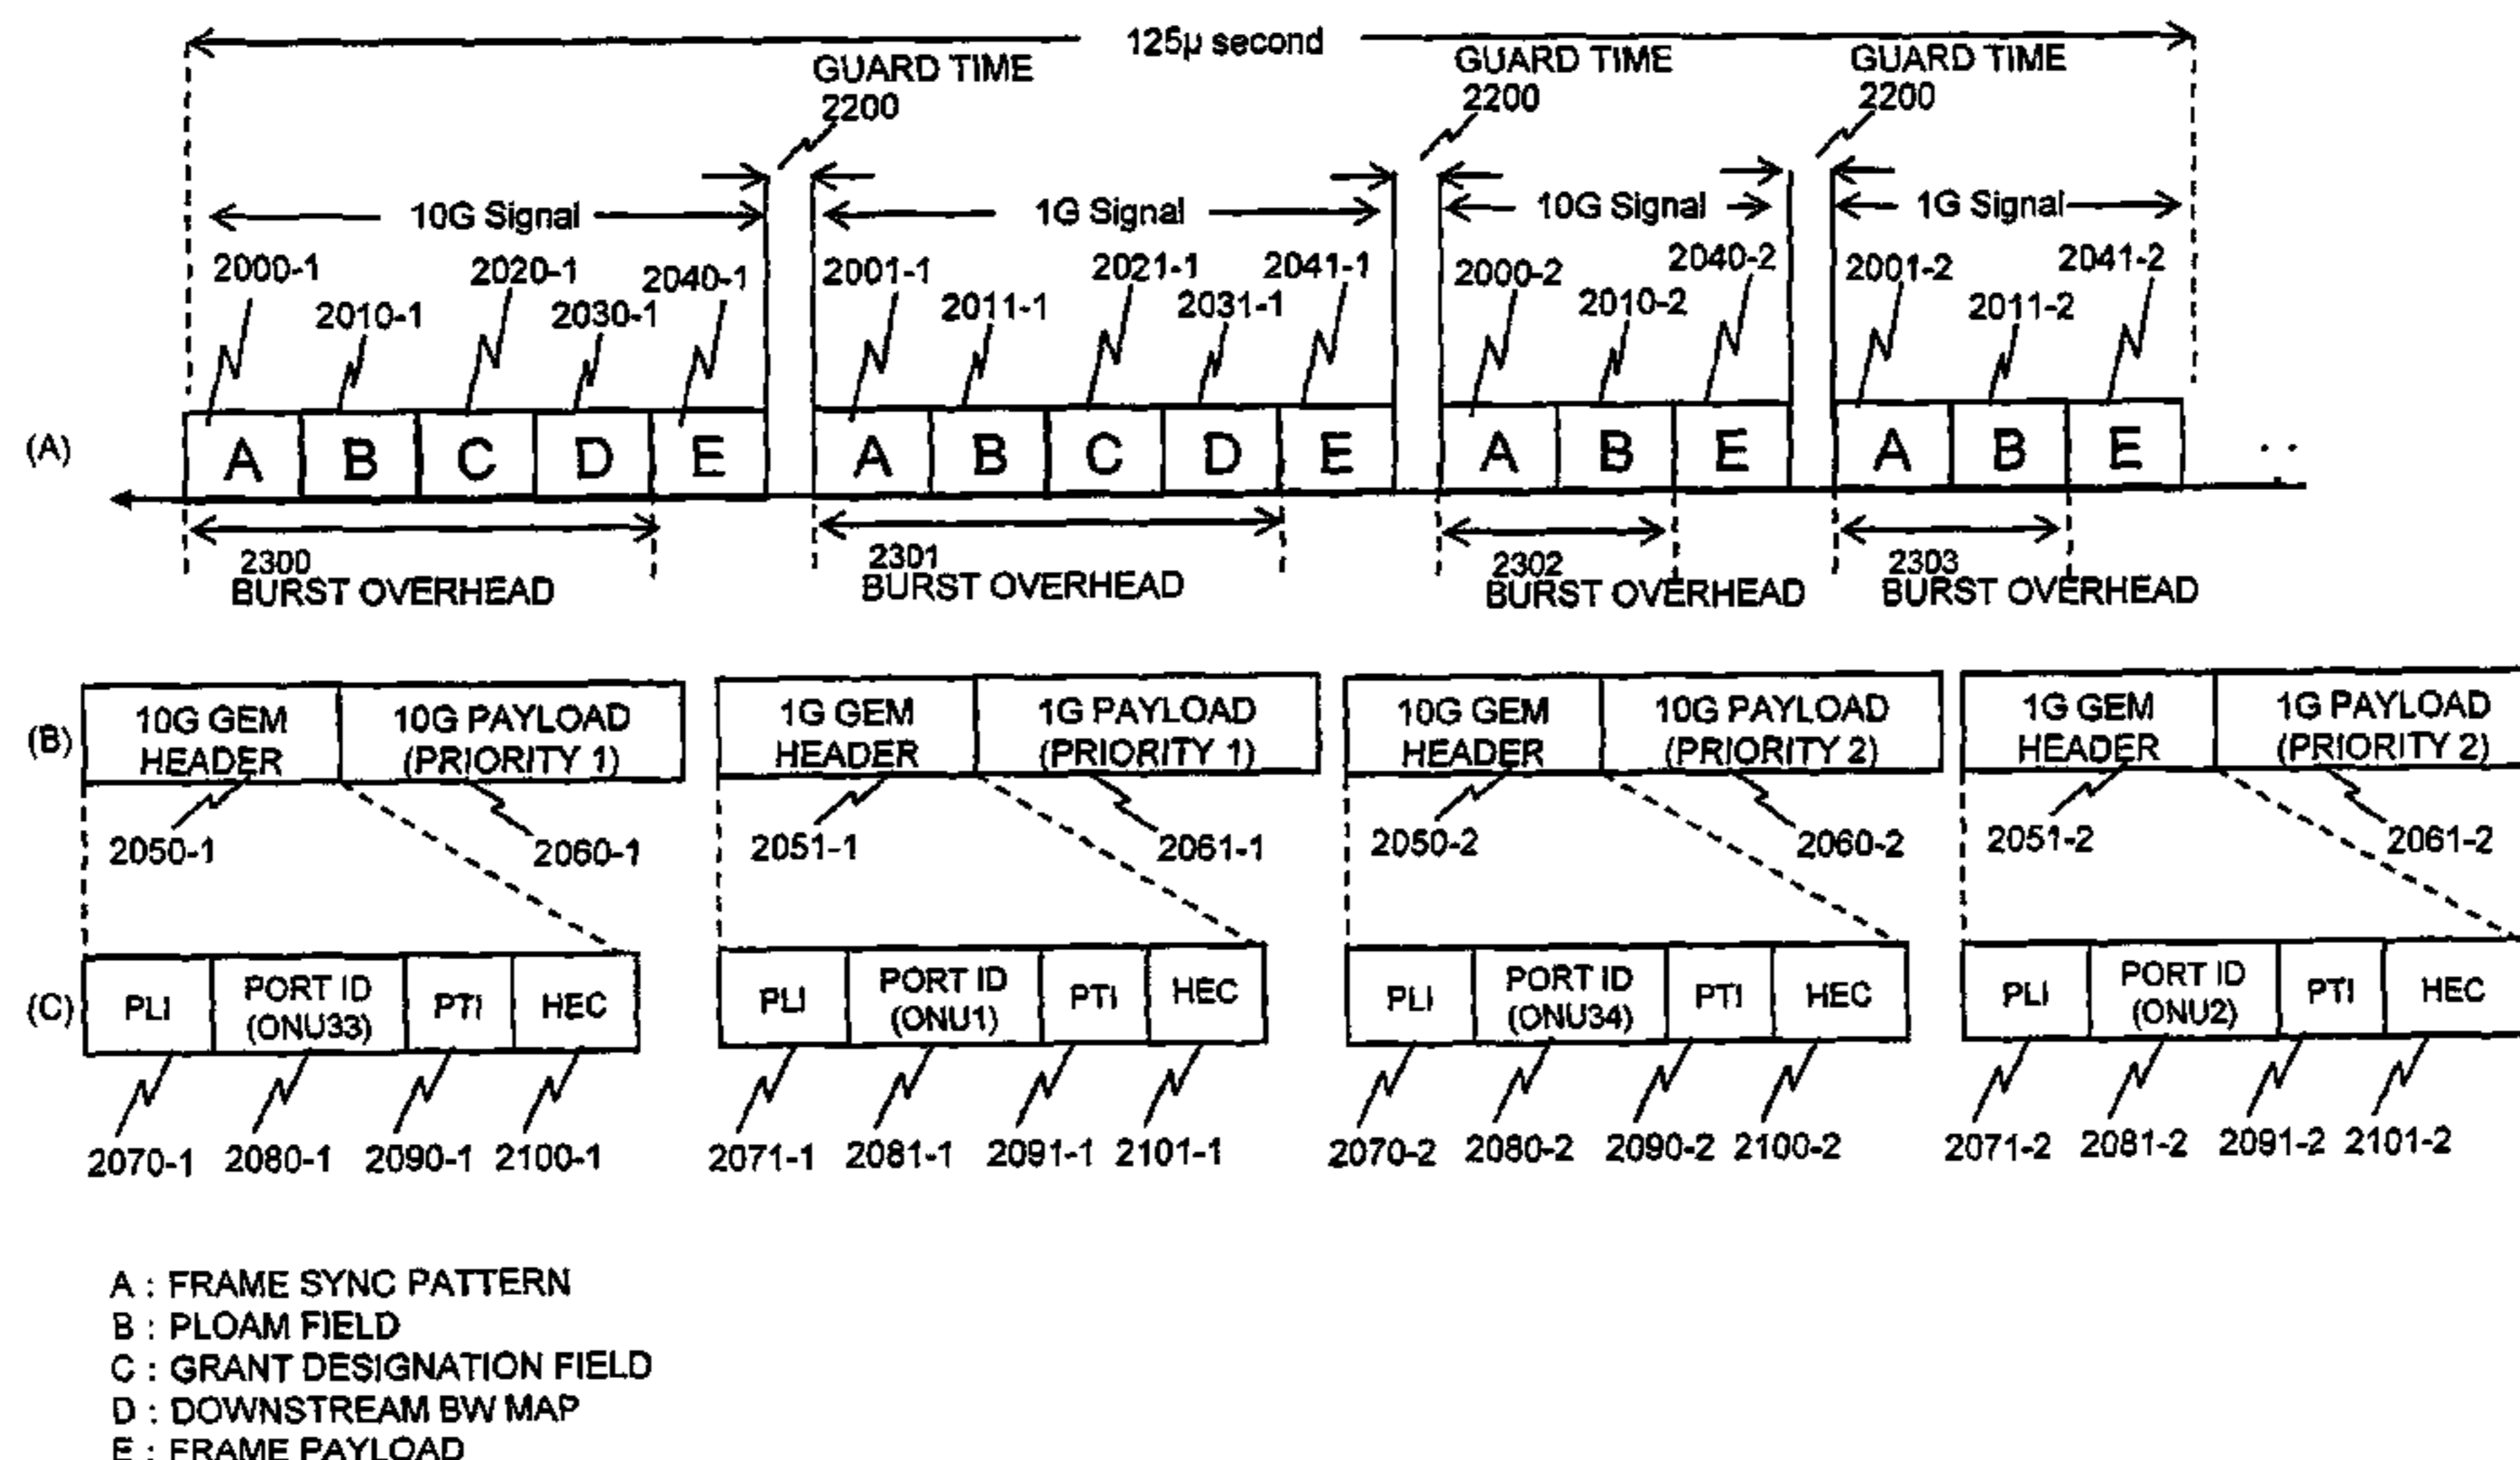 125μ second
GUARD TIME
2200
GUARD TIME
2200
GUARD TIME
2200
10G Signal
1G Signal
10G Signal
1G Signal
2000-1
2010-1
2020-1
2030-1
2040-1
2001-1
2011-1
2021-1
2031-1
2041-1
2000-2
2010-2
2040-2
2001-2
2011-2
2041-2
(A)
A B C D E A B C D E A B E A B E ..
2300
BURST OVERHEAD
2301
BURST OVERHEAD
2302
BURST OVERHEAD
2303
BURST OVERHEAD
(B)
10G GEM
HEADER
10G PAYLOAD
(PRIORITY 1)
1G GEM
HEADER
1G PAYLOAD
(PRIORITY 1)
10G GEM
HEADER
10G PAYLOAD
(PRIORITY 2)
1G GEM
HEADER
1G PAYLOAD
(PRIORITY 2)
2050-1
2060-1
2051-1
2061-1
2050-2
2060-2
2051-2
2061-2
(C)
PLI
PORT ID
(ONU33)
PTI
HEC
PLI
PORT ID
(ONU1)
PTI
HEC
PLI
PORT ID
(ONU34)
PTI
HEC
PLI
PORT ID
(ONU2)
PTI
HEC
2070-1 2080-1 2090-1 2100-1
2071-1 2081-1 2091-1 2101-1
2070-2 2080-2 2090-2 2100-2
2071-2 2081-2 2091-2 2101-2
A : FRAME SYNC PATTERN
B : PLOAM FIELD
C : GRANT DESIGNATION FIELD
D : DOWNSTREAM BW MAP
E : FRAME PAYLOAD